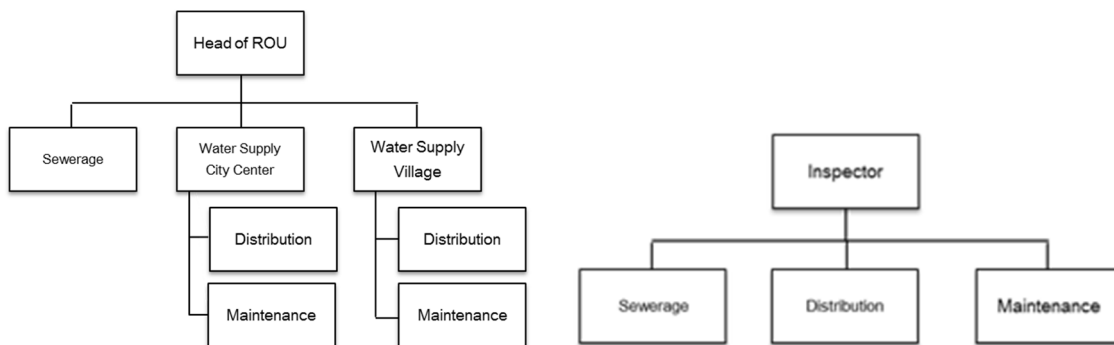 Head of ROU
Sewerage
Water Supply
City Center
Water Supply
Village
Distribution
Distribution
Maintenance
Maintenance
Inspector
Sewerage
Distribution
Maintenance